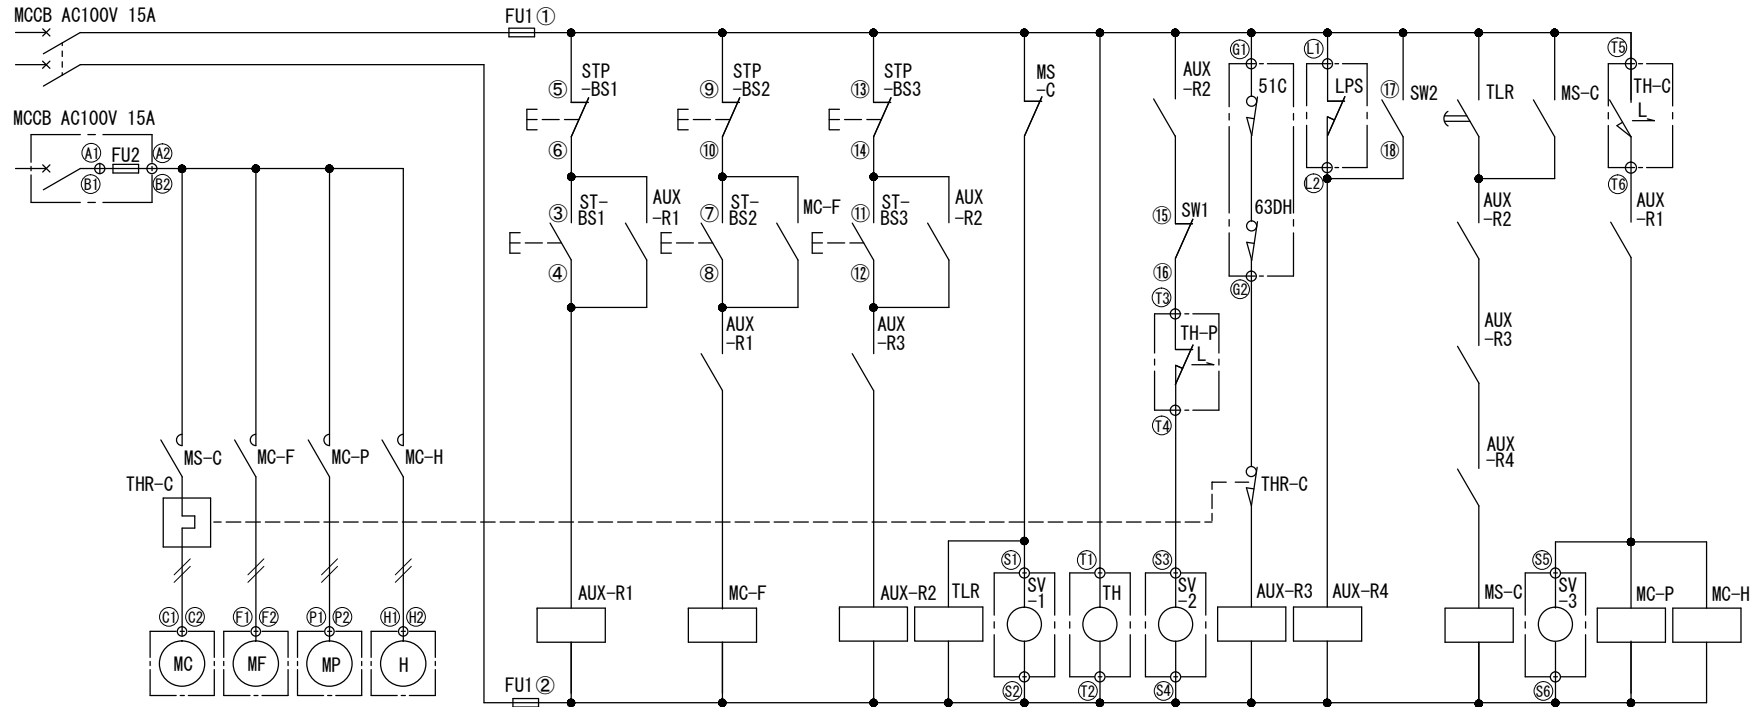 MCCB AC100V 15A
FU1①
MCCB AC100V 15A
Ⓐ1 FU2 Ⓐ2
Ⓑ1 Ⓑ2
STP
-BS1
⑤
⑥
ST-
BS1
③
④
AUX
-R1
STP
-BS2
⑨
⑩
ST-
BS2
⑦
⑧
MC-F
AUX
-R1
STP
-BS3
⑬
⑭
ST-
BS3
⑪
⑫
AUX
-R2
AUX
-R3
MS
-C
AUX
-R2
⑮ SW1
⑯
T3
TH-P
L
T4
G1
51C
63DH
G2
THR-C
L1
LPS
L2
⑰ SW2
⑱
TLR
MS-C
AUX
-R2
AUX
-R3
AUX
-R4
T5
TH-C
L
T6
AUX
-R1
MS-C
MC-F
MC-P
MC-H
THR-C
C1 C2
F1 F2
P1 P2
H1 H2
MC
MF
MP
H
AUX-R1
MC-F
AUX-R2
TLR
S1
SV
-1
S2
T1
TH
T2
S3
SV
-2
S4
AUX-R3
AUX-R4
MS-C
S5
SV
-3
S6
MC-P
MC-H
FU1②